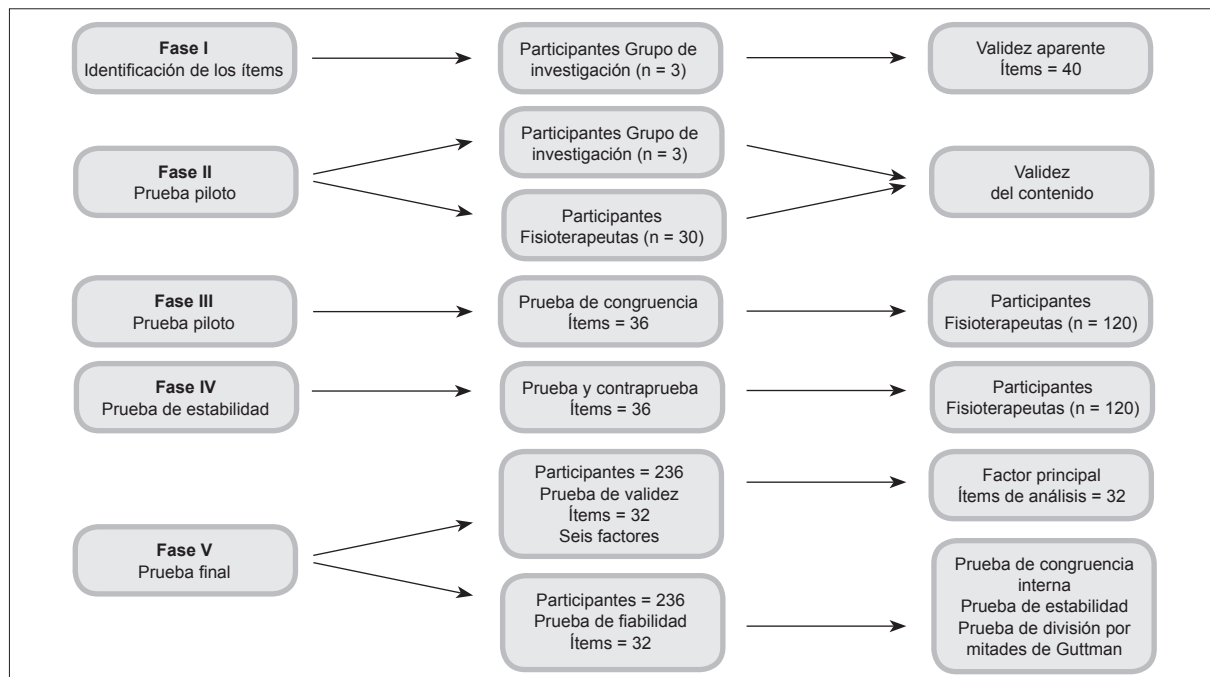 Fase I
Identificación de los ítems
Participantes Grupo de
investigación (n = 3)
Validez aparente
Ítems = 40
Fase II
Prueba piloto
Participantes Grupo de
investigación (n = 3)
Participantes
Fisioterapeutas (n = 30)
Validez
del contenido
Fase III
Prueba piloto
Prueba de congruencia
Ítems = 36
Participantes
Fisioterapeutas (n = 120)
Fase IV
Prueba de estabilidad
Prueba y contraprueba
Ítems = 36
Participantes
Fisioterapeutas (n = 120)
Fase V
Prueba final
Participantes = 236
Prueba de validez
Ítems = 32
Seis factores
Factor principal
Ítems de análisis = 32
Participantes = 236
Prueba de fiabilidad
Ítems = 32
Prueba de congruencia
interna
Prueba de estabilidad
Prueba de división por
mitades de Guttman